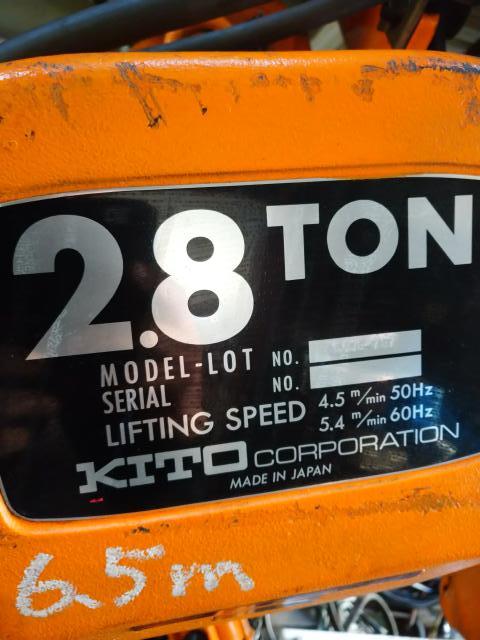 2.8 TON
MODEL-LOT NO.
SERIAL NO.
LIFTING SPEED 4.5 m/min 50Hz
5.4 m/min 60Hz
KITO CORPORATION
MADE IN JAPAN
6.5m